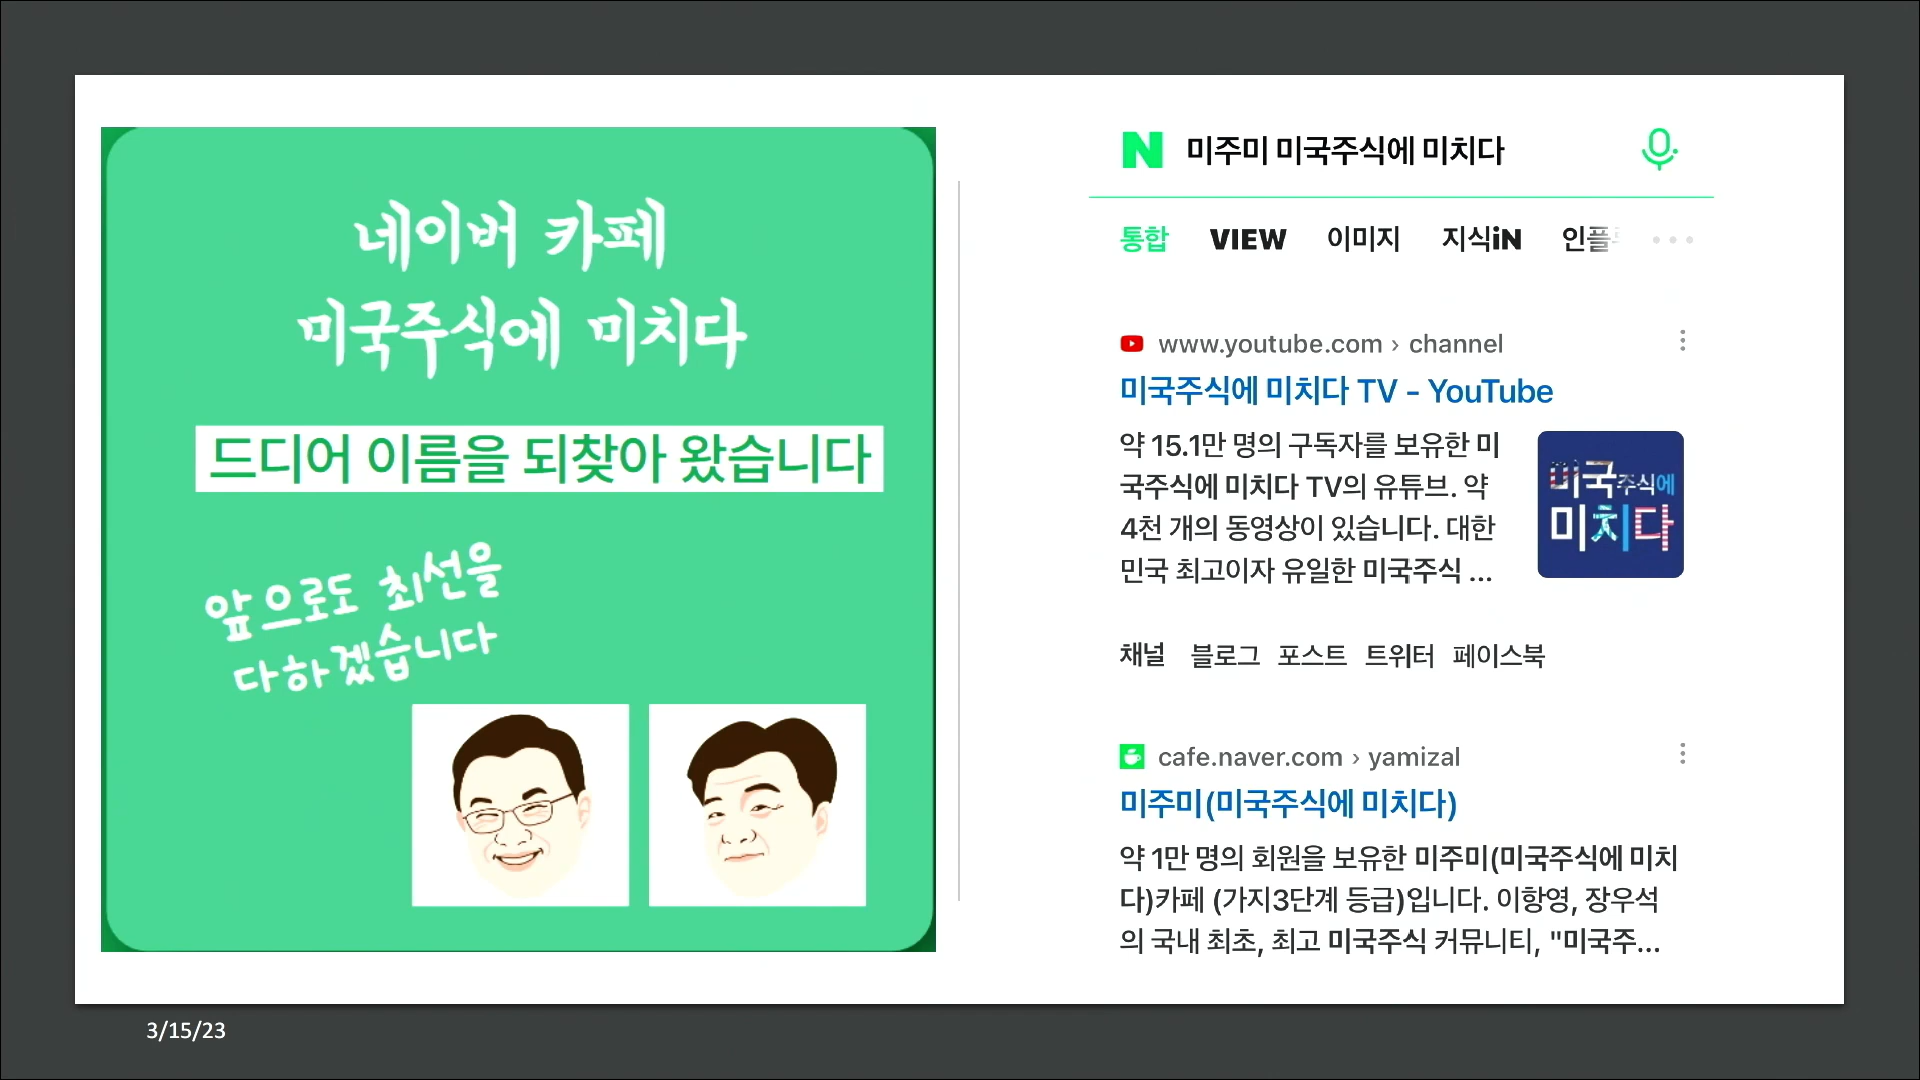 네이버 카페
미국주식에 미치다
드디어 이름을 되찾아 왔습니다
앞으로도 최선을
다하겠습니다
N 미주미 미국주식에 미치다
통합 VIEW 이미지 지식iN 인플
www.youtube.com › channel
미국주식에 미치다 TV - YouTube
약 15.1만 명의 구독자를 보유한 미
국주식에 미치다 TV의 유튜브. 약
4천 개의 동영상이 있습니다. 대한
민국 최고이자 유일한 미국주식 ...
미국주식에
미치다
채널 블로그 포스트 트위터 페이스북
cafe.naver.com › yamizal
미주미(미국주식에 미치다)
약 1만 명의 회원을 보유한 미주미(미국주식에 미치
다)카페 (가지3단계 등급)입니다. 이항영, 장우석
의 국내 최초, 최고 미국주식 커뮤니티, "미국주...
3/15/23